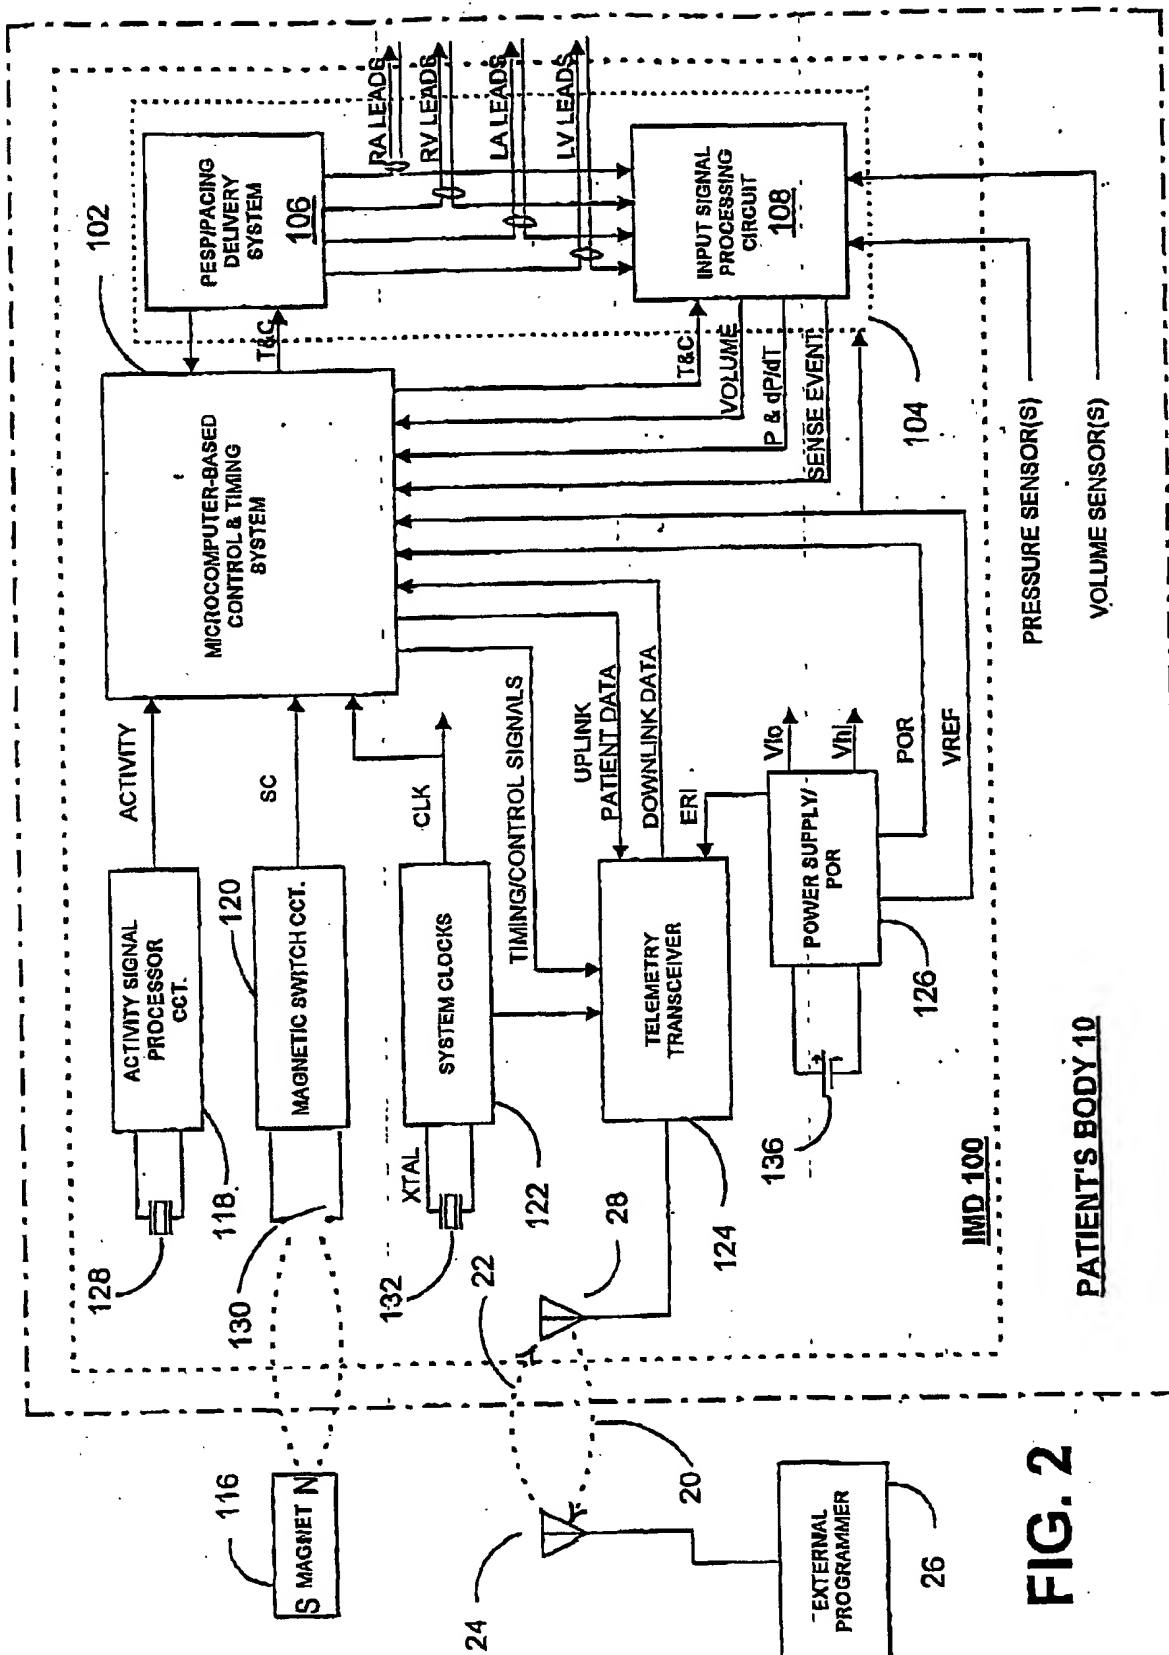 102
PESP/PACING
DELIVERY
SYSTEM
106
RA LEADS
RV LEADS
LA LEADS
LV LEADS
INPUT SIGNAL
PROCESSING
CIRCUIT
108
T&C
T&C
VOLUME
P & dP/dT
SENSE EVENT
104
MICROCOMPUTER-BASED
CONTROL & TIMING
SYSTEM
PRESSURE SENSOR(S)
VOLUME SENSOR(S)
ACTIVITY
SC
CLK
TIMING/CONTROL SIGNALS
UPLINK
PATIENT DATA
DOWNLINK DATA
ERI
Vlo
Vhi
POR
VREF
ACTIVITY SIGNAL
PROCESSOR
CCT.
118
128
120
MAGNETIC SWITCH CCT.
130
SYSTEM CLOCKS
XTAL
122
132
TELEMETRY
TRANSCEIVER
124
POWER SUPPLY/
POR
126
136
22
28
IMD 100
PATIENT'S BODY 10
116
S MAGNET N
24
20
EXTERNAL
PROGRAMMER
26
FIG. 2